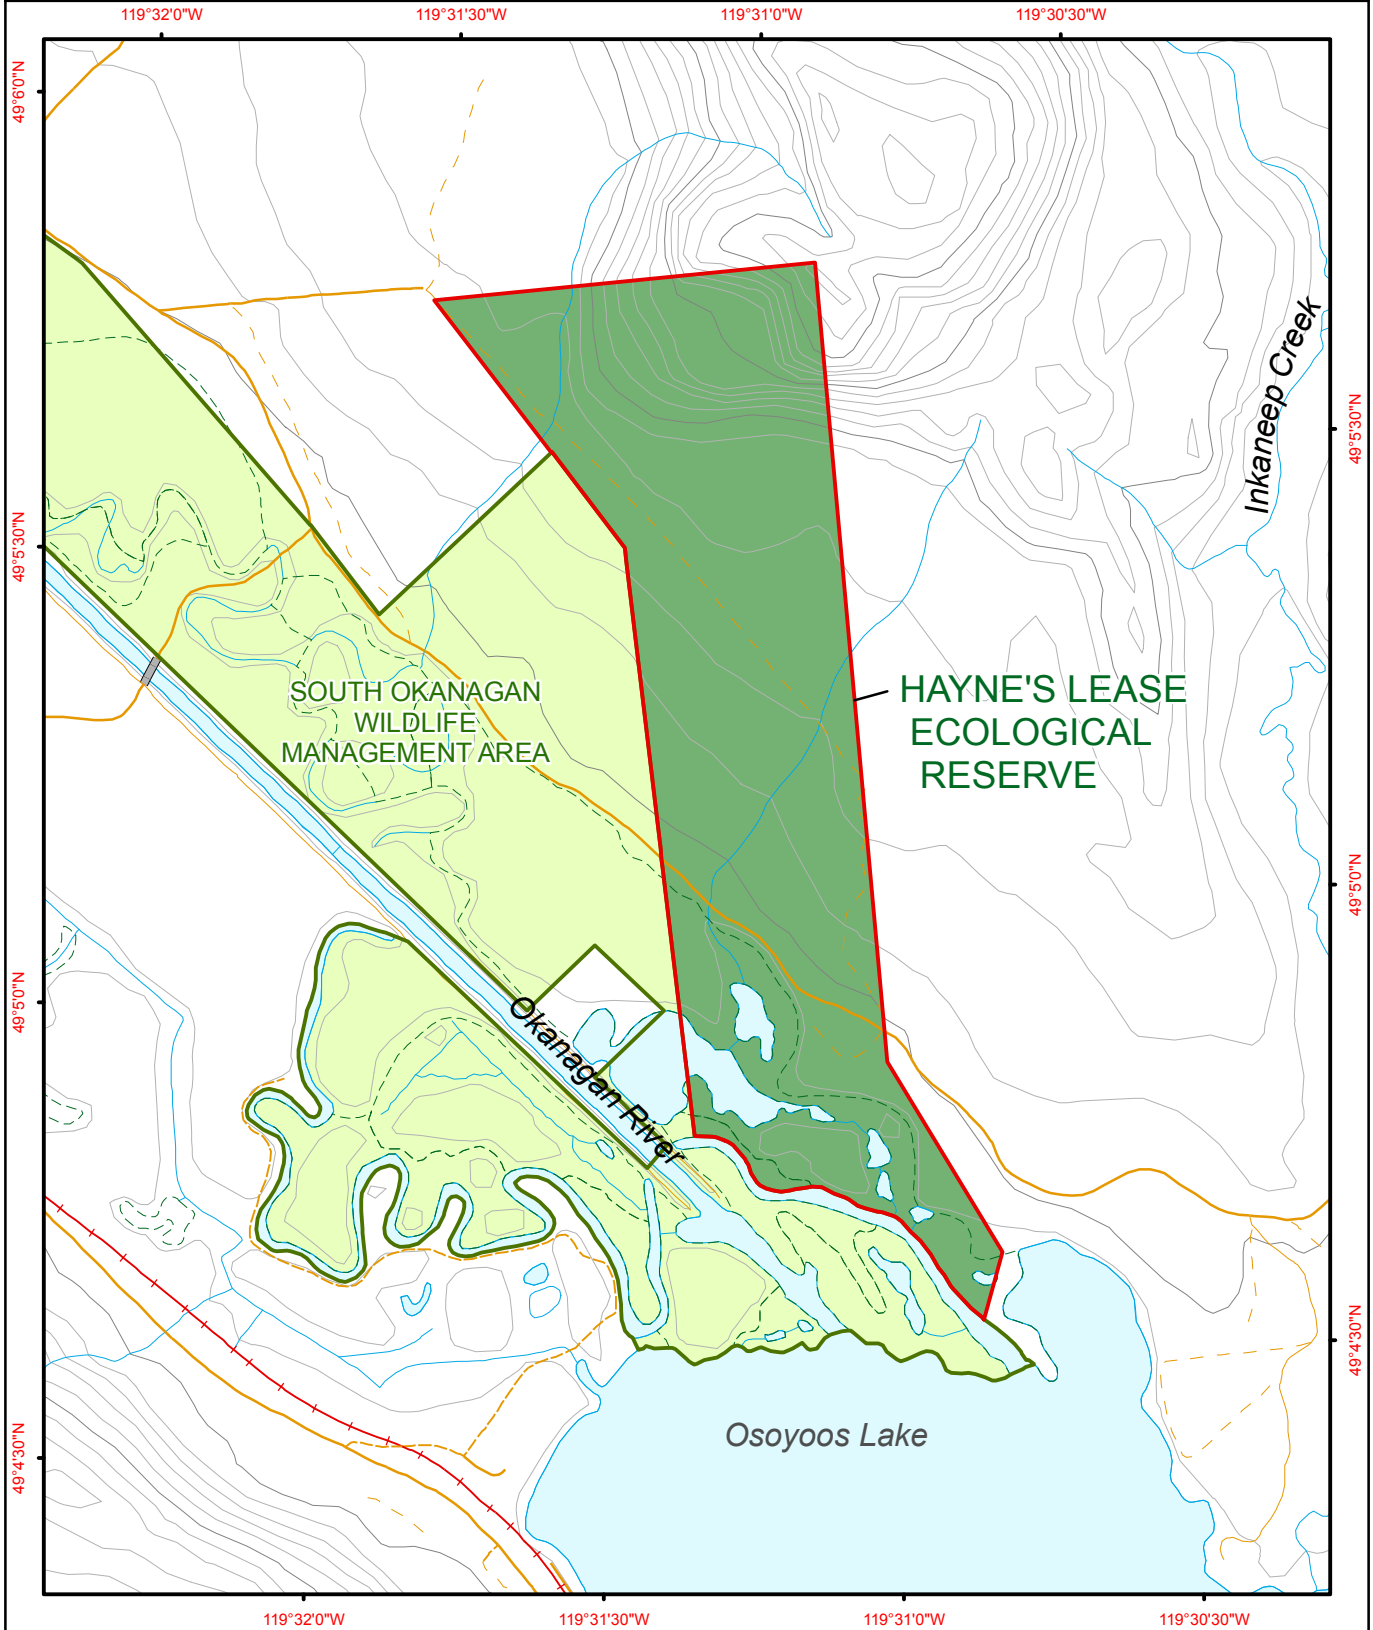 119°32'0"W 119°31'30"W 119°31'0"W 119°30'30"W
49°6'0"N
Inkaneep Creek
49°5'30"N
49°5'30"N
SOUTH OKANAGAN
WILDLIFE
MANAGEMENT AREA
HAYNE'S LEASE
ECOLOGICAL
RESERVE
49°5'0"N
49°5'0"N
Okanagan River
49°4'30"N
Osoyoos Lake
49°4'30"N
119°32'0"W 119°31'30"W 119°31'0"W 119°30'30"W